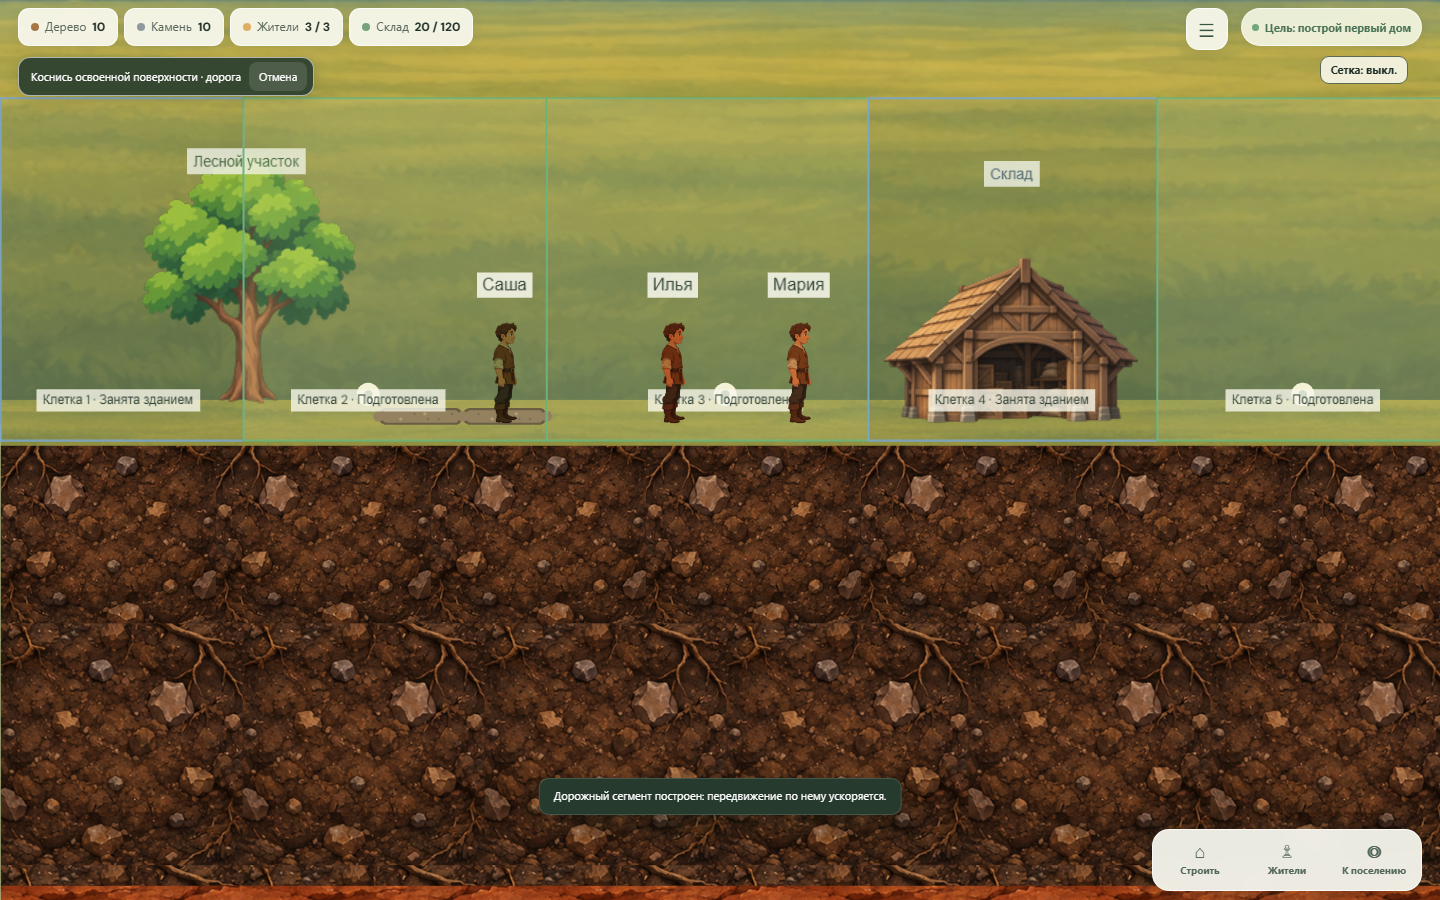 Дерево 10
Камень 10
Жители 3 / 3
Склад 20 / 120
Цель: построй первый дом
Коснись освоенной поверхности · дорога
Отмена
Сетка: выкл.
Лесной участок
Склад
Саша
Илья
Мария
Клетка 1 · Занята зданием
Клетка 2 · Подготовлена
Клетка 3 · Подготовлена
Клетка 4 · Занята зданием
Клетка 5 · Подготовлена
Дорожный сегмент построен: передвижение по нему ускоряется.
Строить
Жители
К поселению